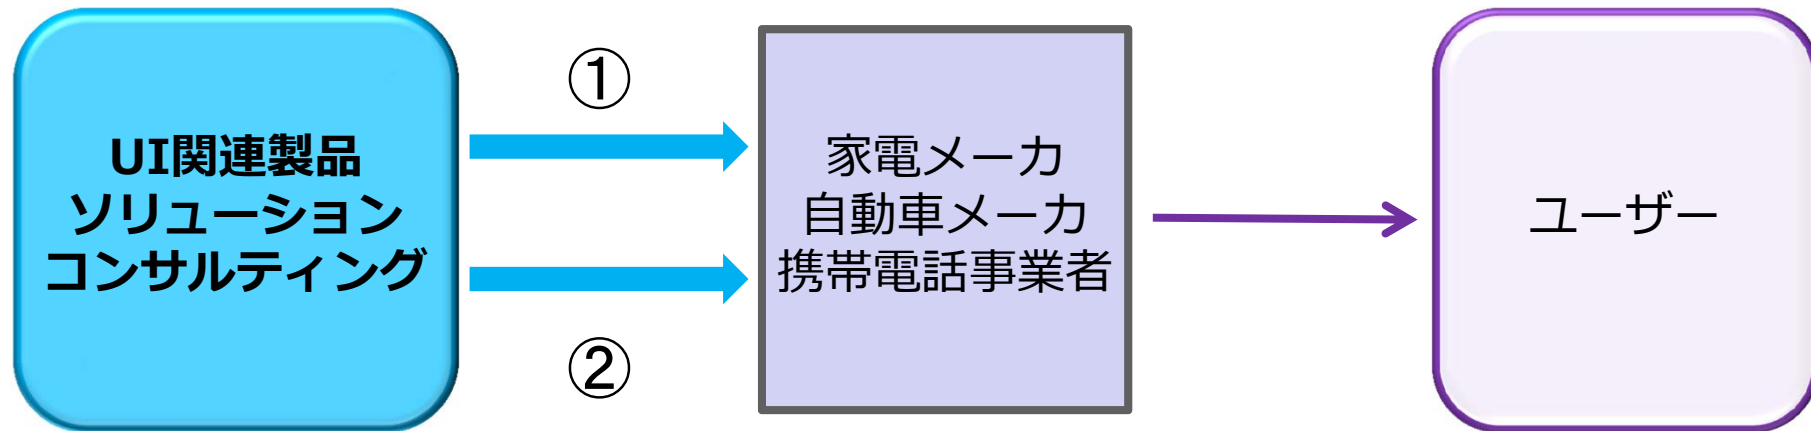 UI関連製品
ソリューション
コンサルティング
①
②
家電メーカ
自動車メーカ
携帯電話事業者
ユーザー